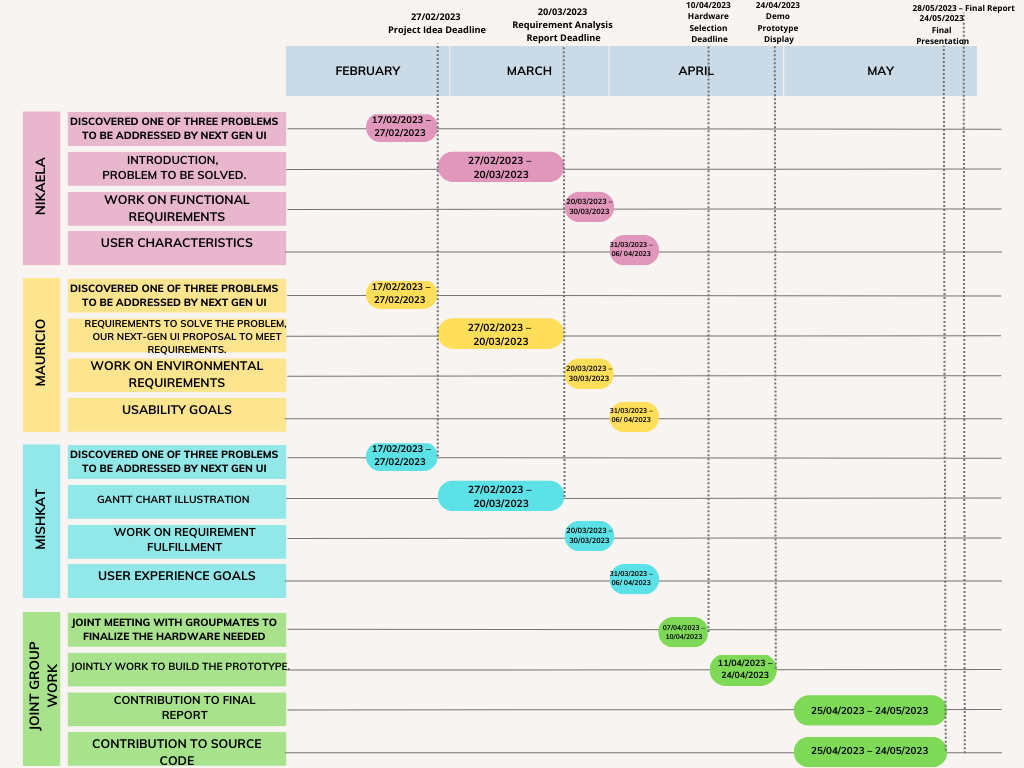 27/02/2023
Project Idea Deadline
20/03/2023
Requirement Analysis
Report Deadline
10/04/2023
Hardware
Selection
Deadline
24/04/2023
Demo
Prototype
Display
28/05/2023 – Final Report
24/05/2023
Final
Presentation
FEBRUARY
MARCH
APRIL
MAY
NIKAELA
DISCOVERED ONE OF THREE PROBLEMS
TO BE ADDRESSED BY NEXT GEN UI
17/02/2023 –
27/02/2023
INTRODUCTION,
PROBLEM TO BE SOLVED.
27/02/2023 –
20/03/2023
WORK ON FUNCTIONAL
REQUIREMENTS
20/03/2023 –
30/03/2023
USER CHARACTERISTICS
31/03/2023 –
06/ 04/2023
MAURICIO
DISCOVERED ONE OF THREE PROBLEMS
TO BE ADDRESSED BY NEXT GEN UI
17/02/2023 –
27/02/2023
REQUIREMENTS TO SOLVE THE PROBLEM,
OUR NEXT-GEN UI PROPOSAL TO MEET
REQUIREMENTS.
27/02/2023 –
20/03/2023
WORK ON ENVIRONMENTAL
REQUIREMENTS
20/03/2023 –
30/03/2023
USABILITY GOALS
31/03/2023 –
06/ 04/2023
MISHKAT
DISCOVERED ONE OF THREE PROBLEMS
TO BE ADDRESSED BY NEXT GEN UI
17/02/2023 –
27/02/2023
GANTT CHART ILLUSTRATION
27/02/2023 –
20/03/2023
WORK ON REQUIREMENT
FULFILLMENT
20/03/2023 –
30/03/2023
USER EXPERIENCE GOALS
31/03/2023 –
06/ 04/2023
JOINT GROUP
WORK
JOINT MEETING WITH GROUPMATES TO
FINALIZE THE HARDWARE NEEDED
07/04/2023 –
10/04/2023
JOINTLY WORK TO BUILD THE PROTOTYPE.
11/04/2023 –
24/04/2023
CONTRIBUTION TO FINAL
REPORT
25/04/2023 – 24/05/2023
CONTRIBUTION TO SOURCE
CODE
25/04/2023 – 24/05/2023